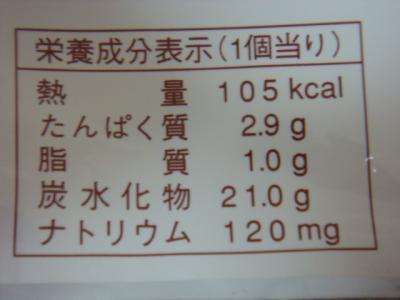 栄養成分表示(1個当り)
熱量 105 kcal
たんぱく質 2.9 g
脂質 1.0 g
炭水化物 21.0 g
ナトリウム 120 mg